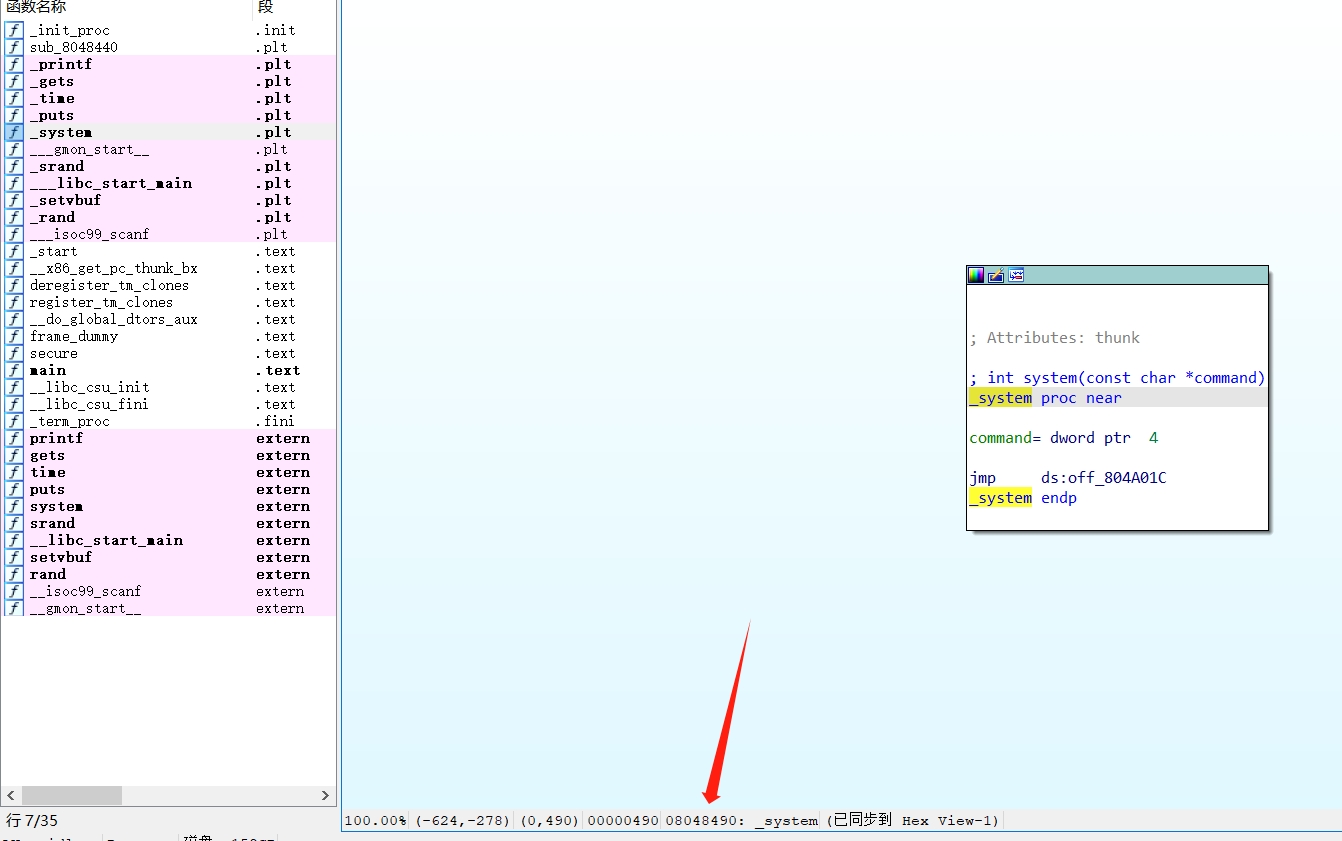 函数名称 段
_init_proc .init
sub_8048440 .plt
_printf .plt
_gets .plt
_time .plt
_puts .plt
_system .plt
___gmon_start__ .plt
_srand .plt
___libc_start_main .plt
_setvbuf .plt
_rand .plt
___isoc99_scanf .plt
_start .text
__x86_get_pc_thunk_bx .text
deregister_tm_clones .text
register_tm_clones .text
__do_global_dtors_aux .text
frame_dummy .text
secure .text
main .text
__libc_csu_init .text
__libc_csu_fini .text
_term_proc .fini
printf extern
gets extern
time extern
puts extern
system extern
srand extern
__libc_start_main extern
setvbuf extern
rand extern
__isoc99_scanf extern
__gmon_start__ extern
行 7/35
; Attributes: thunk
; int system(const char *command)
_system proc near
command= dword ptr 4
jmp ds:off_804A01C
_system endp
100.00% (-624,-278) (0,490) 00000490 08048490: _system (已同步到 Hex View-1)